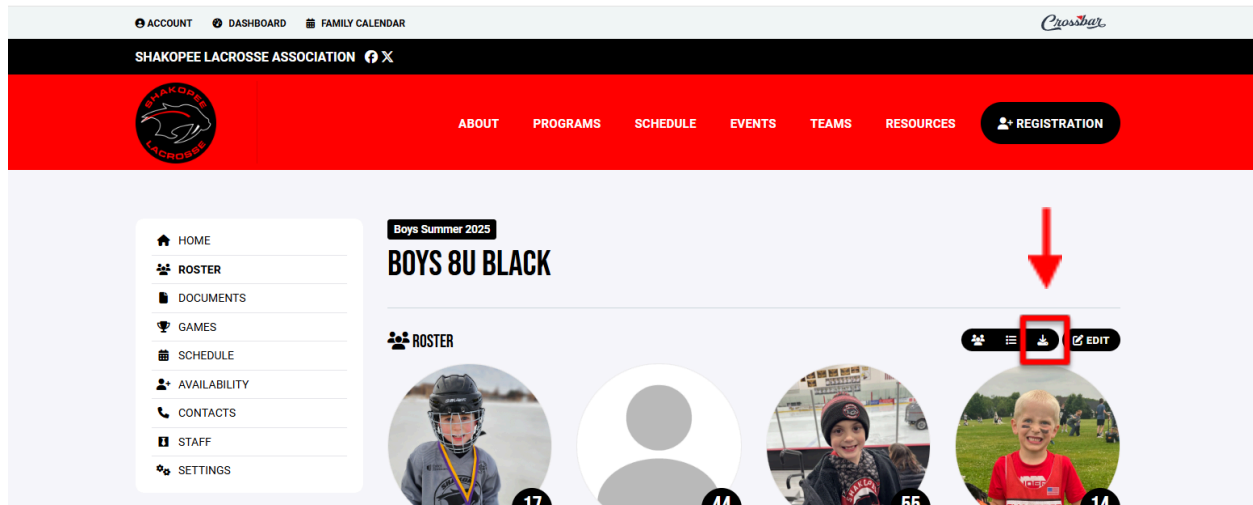 ACCOUNT DASHBOARD FAMILY CALENDAR Crossbar
SHAKOPEE LACROSSE ASSOCIATION
SHAKOPEE
LACROSSE
ABOUT PROGRAMS SCHEDULE EVENTS TEAMS RESOURCES REGISTRATION
HOME
ROSTER
DOCUMENTS
GAMES
SCHEDULE
AVAILABILITY
CONTACTS
STAFF
SETTINGS
Boys Summer 2025
BOYS 8U BLACK
ROSTER
EDIT
17 44 55 14